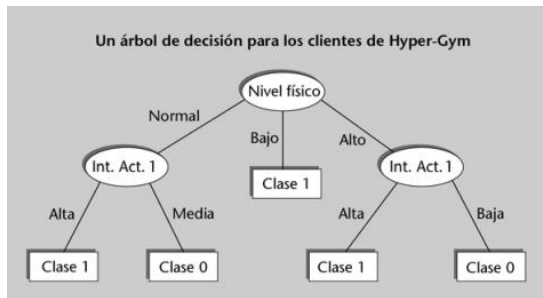 Un árbol de decisión para los clientes de Hyper-Gym
Nivel físico
Normal
Bajo
Alto
Int. Act. 1
Int. Act. 1
Clase 1
Alta
Media
Alta
Baja
Clase 1
Clase 0
Clase 1
Clase 0